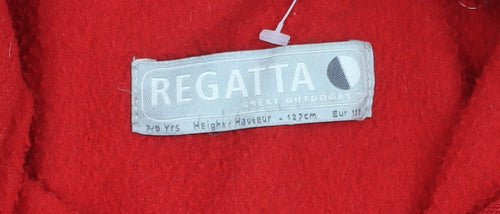 REGATTA
GREAT OUTDOORS
Yrs Height/Hauteur - 127cm Eur